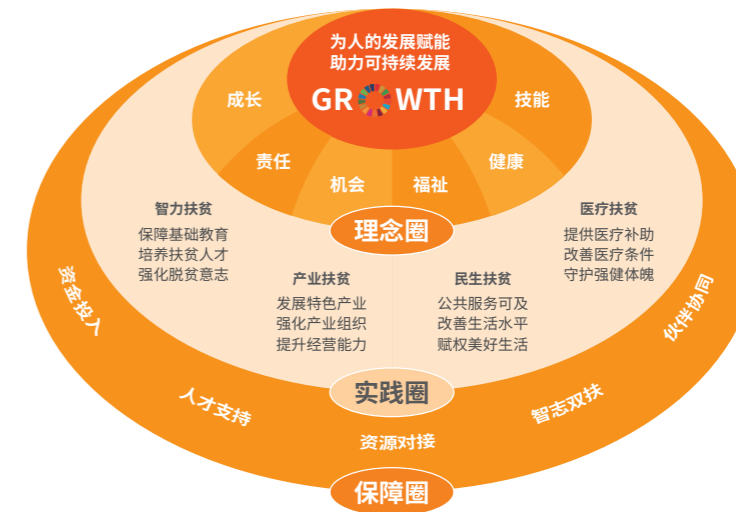 为人的发展赋能
助力可持续发展
GROWTH
成长
技能
责任
健康
机会
福祉
理念圈
智力扶贫
保障基础教育
培养扶贫人才
强化脱贫意志
产业扶贫
发展特色产业
强化产业组织
提升经营能力
民生扶贫
公共服务可及
改善生活水平
赋权美好生活
医疗扶贫
提供医疗补助
改善医疗条件
守护强健体魄
实践圈
资金投入
人才支持
资源对接
智志双扶
伙伴协同
保障圈